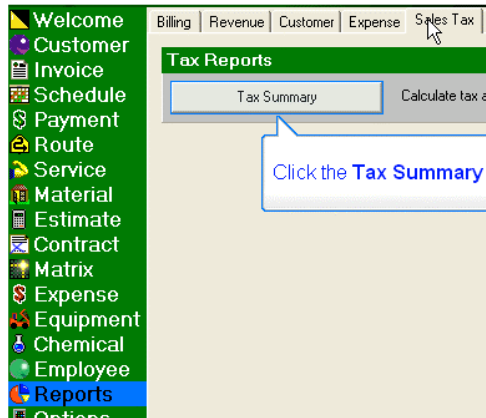 Welcome
Customer
Invoice
Schedule
Payment
Route
Service
Material
Estimate
Contract
Matrix
Expense
Equipment
Chemical
Employee
Reports
Options
Billing Revenue Customer Expense Sales Tax
Tax Reports
Tax Summary Calculate tax a
Click the Tax Summary